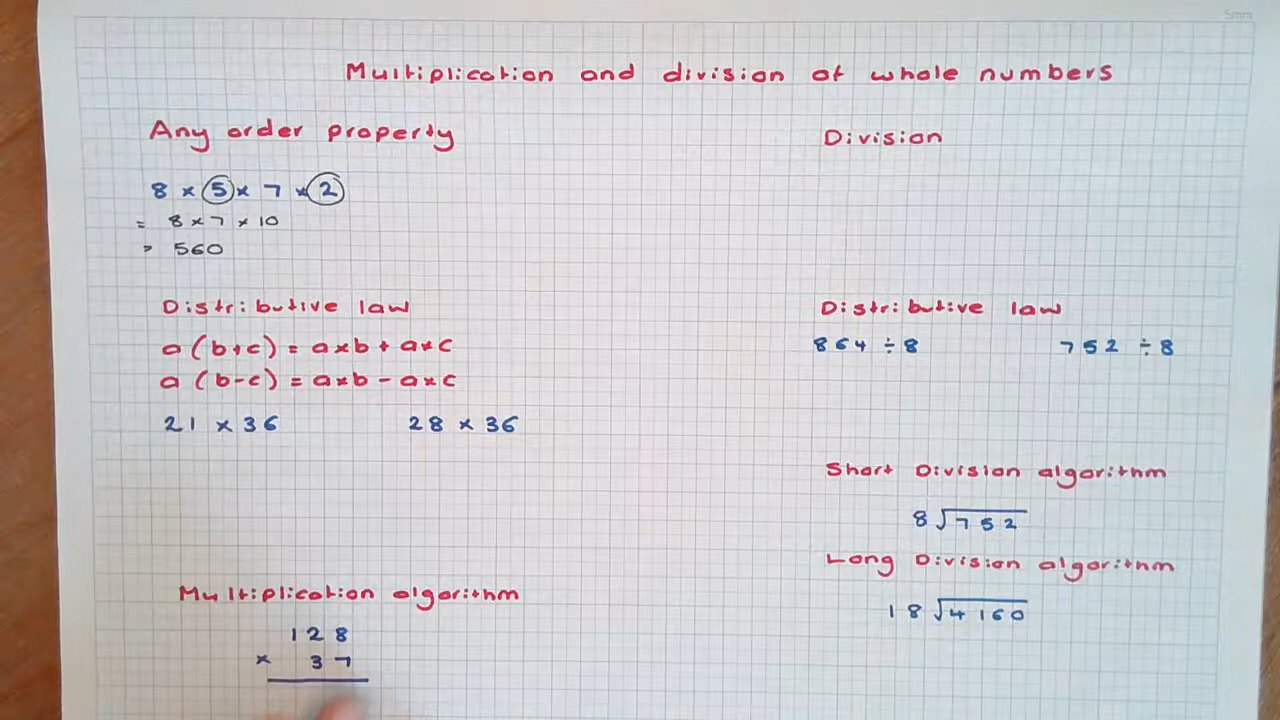 5mm
Multiplication and division of whole numbers
Any order property
8 × 5 × 7 × 2
= 8 × 7 × 10
= 560
Distributive law
a (b+c) = a×b + a×c
a (b-c) = a×b - a×c
21 × 36 28 × 36
Multiplication algorithm
128
× 37
Division
Distributive law
864 ÷ 8 752 ÷ 8
Short Division algorithm
8√752
Long Division algorithm
18√4160